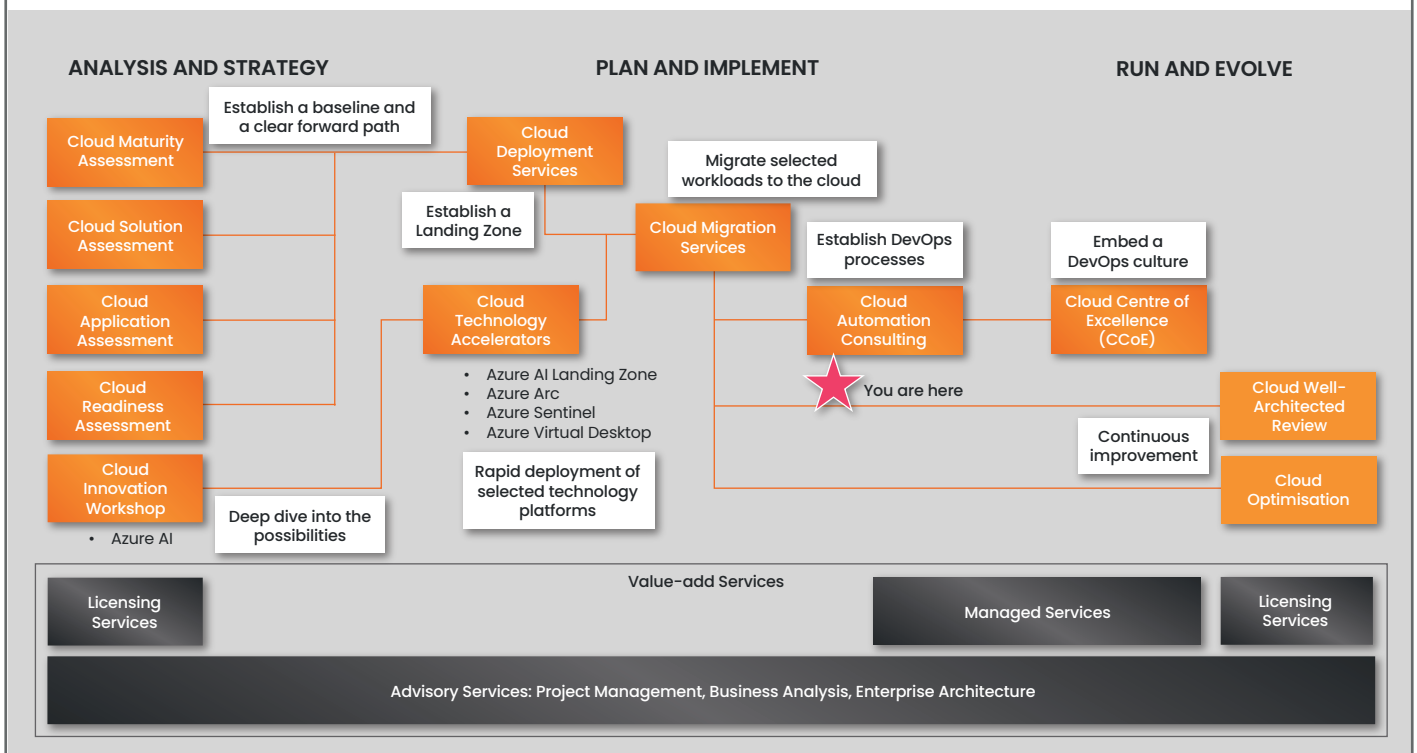 ANALYSIS AND STRATEGY
PLAN AND IMPLEMENT
RUN AND EVOLVE
Establish a baseline and
a clear forward path
Cloud Maturity
Assessment
Cloud Solution
Assessment
Cloud
Application
Assessment
Cloud
Readiness
Assessment
Cloud
Innovation
Workshop
• Azure AI
Deep dive into the
possibilities
Cloud
Deployment
Services
Establish a
Landing Zone
Cloud
Technology
Accelerators
• Azure AI Landing Zone
• Azure Arc
• Azure Sentinel
• Azure Virtual Desktop
Rapid deployment of
selected technology
platforms
Migrate selected
workloads to the cloud
Cloud Migration
Services
Establish DevOps
processes
Cloud
Automation
Consulting
You are here
Embed a
DevOps culture
Cloud Centre of
Excellence
(CCoE)
Cloud Well-
Architected
Review
Continuous
improvement
Cloud
Optimisation
Value-add Services
Licensing
Services
Managed Services
Licensing
Services
Advisory Services: Project Management, Business Analysis, Enterprise Architecture